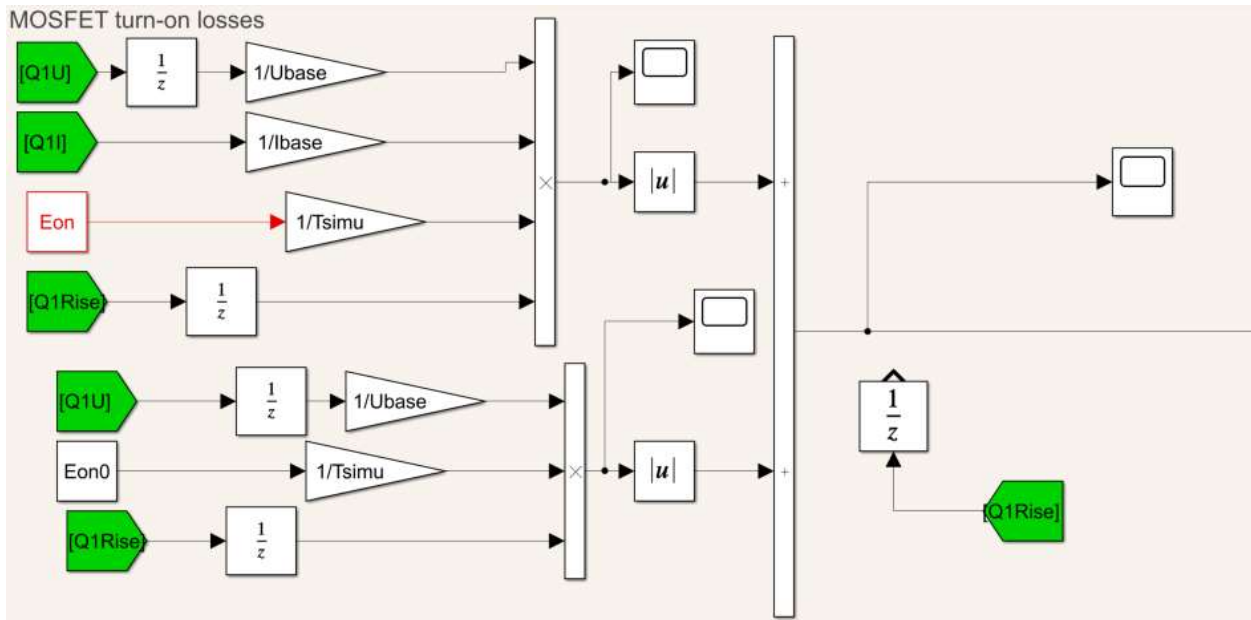 MOSFET turn-on losses
[Q1U]
1
z
1/Ubase
[Q1I]
1/Ibase
×
|u|
+
Eon
1/Tsimu
[Q1Rise]
1
z
[Q1U]
1
z
1/Ubase
Eon0
1/Tsimu
×
|u|
+
[Q1Rise]
1
z
1
z
[Q1Rise]